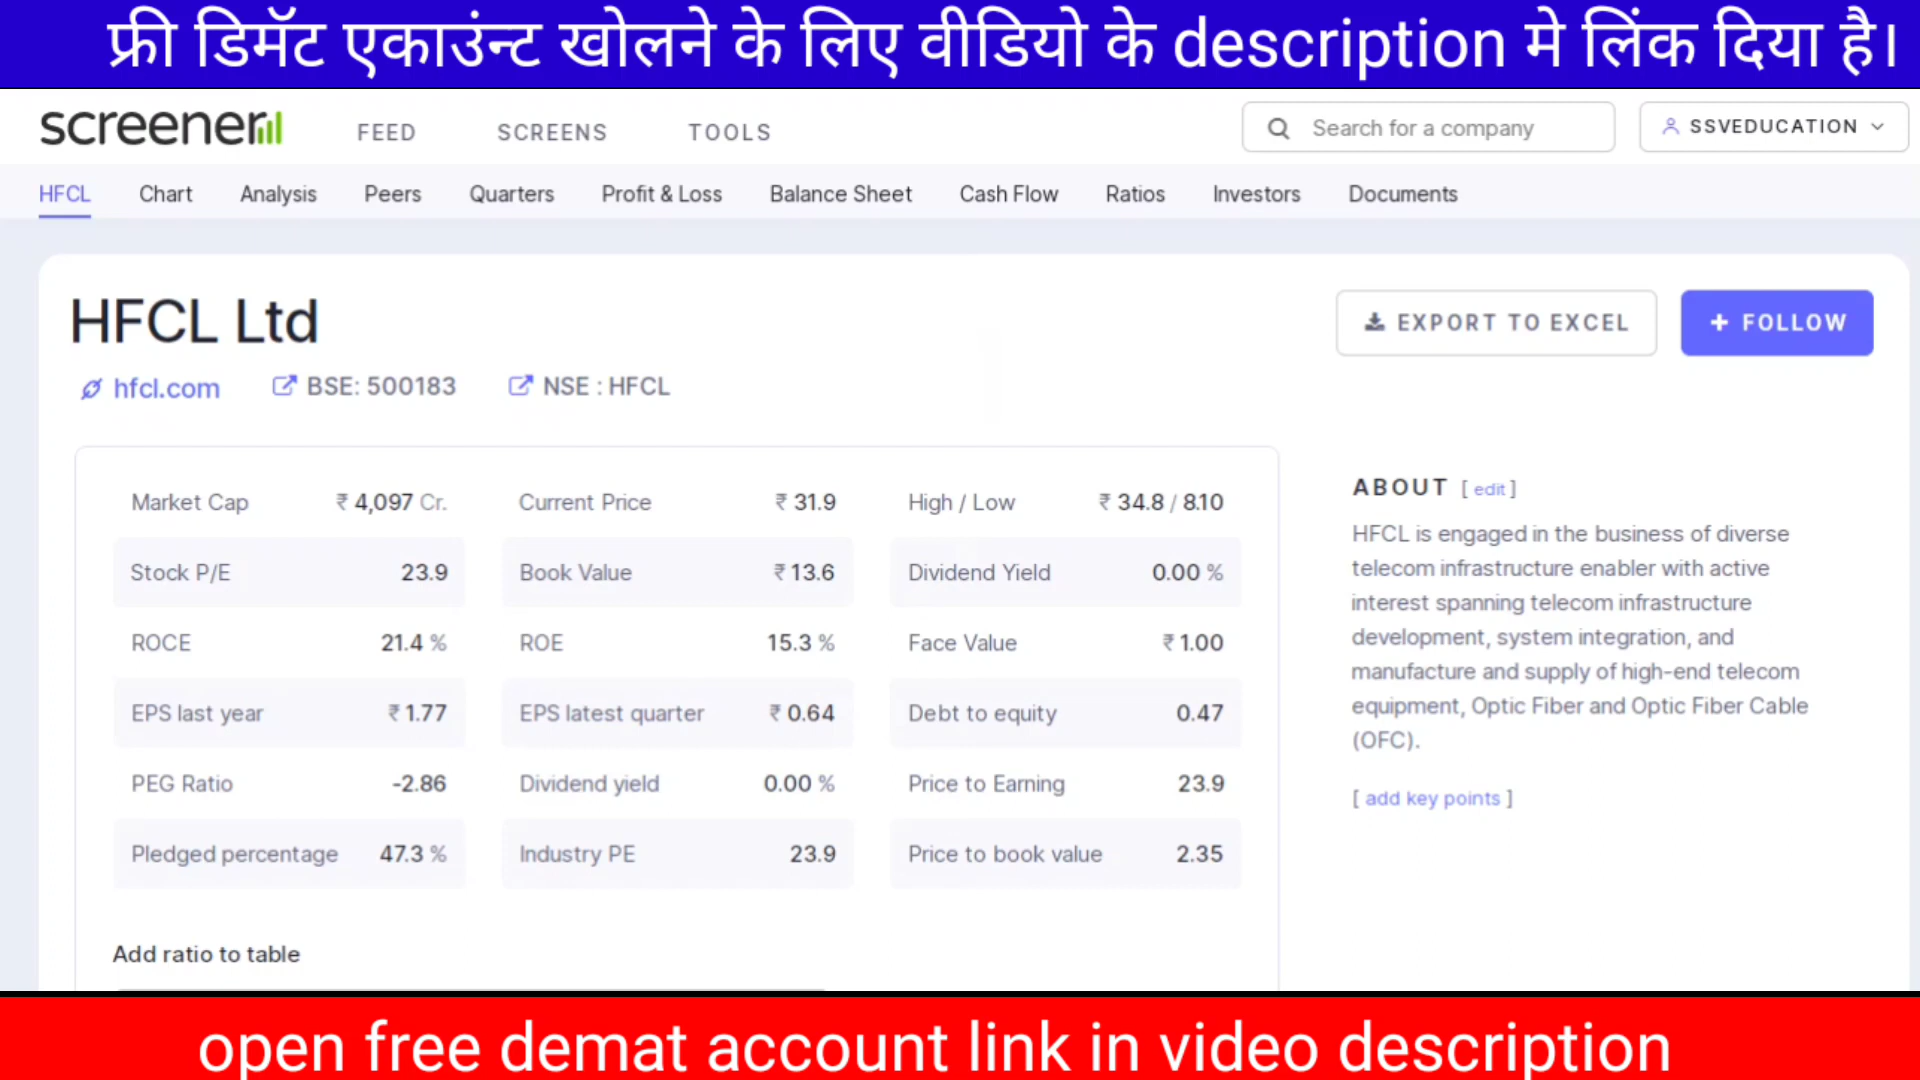 फ्री डिमॅट एकाउंन्ट खोलने के लिए वीडियो के description मे लिंक दिया है।
screener FEED SCREENS TOOLS Search for a company SSVEDUCATION
HFCL Chart Analysis Peers Quarters Profit & Loss Balance Sheet Cash Flow Ratios Investors Documents
HFCL Ltd
EXPORT TO EXCEL + FOLLOW
hfcl.com BSE: 500183 NSE : HFCL
Market Cap ₹ 4,097 Cr. Current Price ₹ 31.9 High / Low ₹ 34.8 / 8.10
Stock P/E 23.9 Book Value ₹ 13.6 Dividend Yield 0.00 %
ROCE 21.4 % ROE 15.3 % Face Value ₹ 1.00
EPS last year ₹ 1.77 EPS latest quarter ₹ 0.64 Debt to equity 0.47
PEG Ratio -2.86 Dividend yield 0.00 % Price to Earning 23.9
Pledged percentage 47.3 % Industry PE 23.9 Price to book value 2.35
Add ratio to table
ABOUT [ edit ]
HFCL is engaged in the business of diverse
telecom infrastructure enabler with active
interest spanning telecom infrastructure
development, system integration, and
manufacture and supply of high-end telecom
equipment, Optic Fiber and Optic Fiber Cable
(OFC).
[ add key points ]
open free demat account link in video description